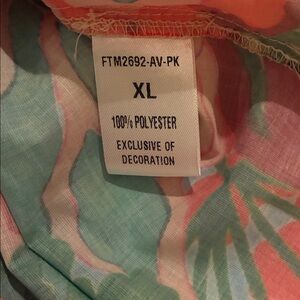 FTM2692-AV-PK
XL
100% POLYESTER
EXCLUSIVE OF
DECORATION